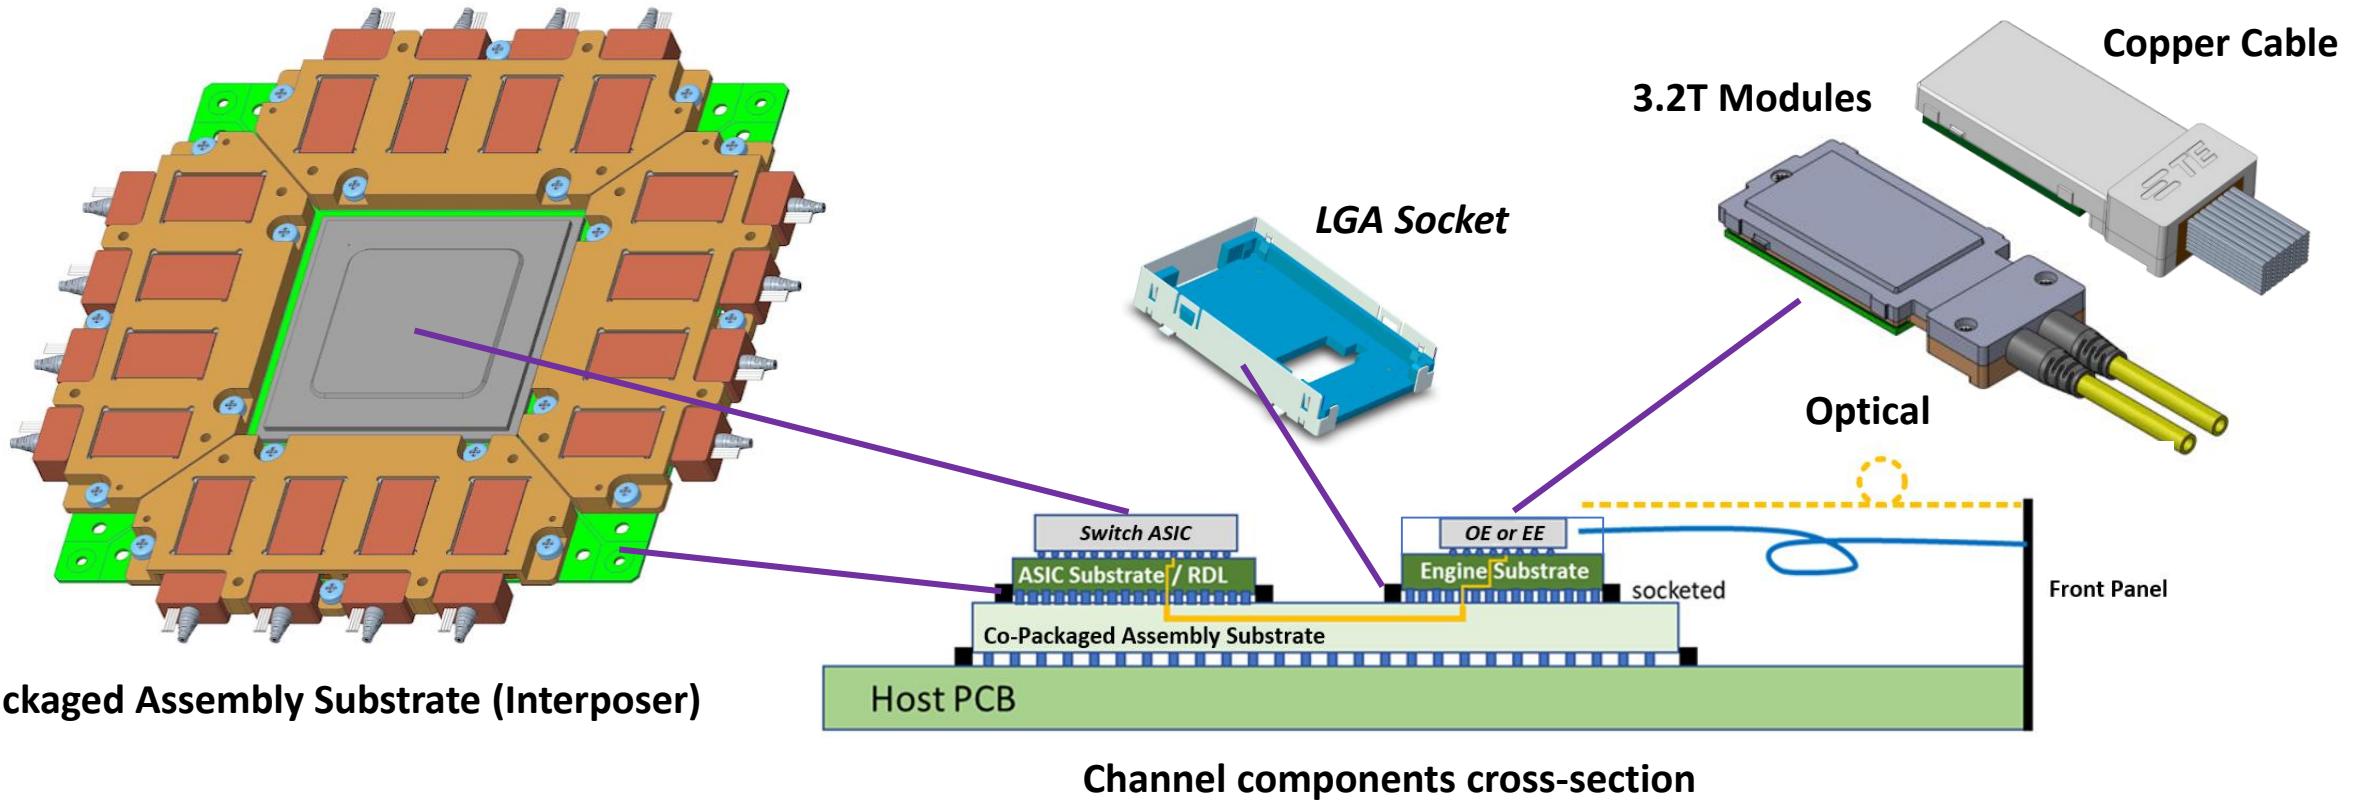 Copper Cable
3.2T Modules
TE
LGA Socket
Optical
Switch ASIC
OE or EE
ASIC Substrate / RDL
Engine Substrate
socketed
Front Panel
Co-Packaged Assembly Substrate
ckaged Assembly Substrate (Interposer)
Host PCB
Channel components cross-section